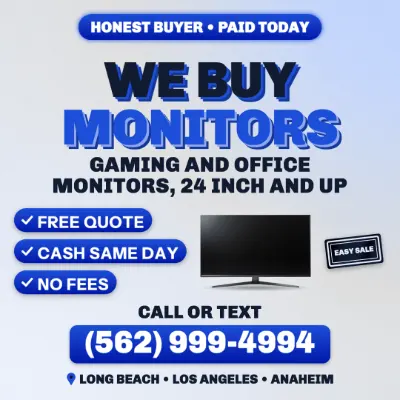 HONEST BUYER • PAID TODAY
WE BUY
MONITORS
GAMING AND OFFICE
MONITORS, 24 INCH AND UP
FREE QUOTE
CASH SAME DAY
NO FEES
EASY SALE
CALL OR TEXT
(562) 999-4994
LONG BEACH • LOS ANGELES • ANAHEIM